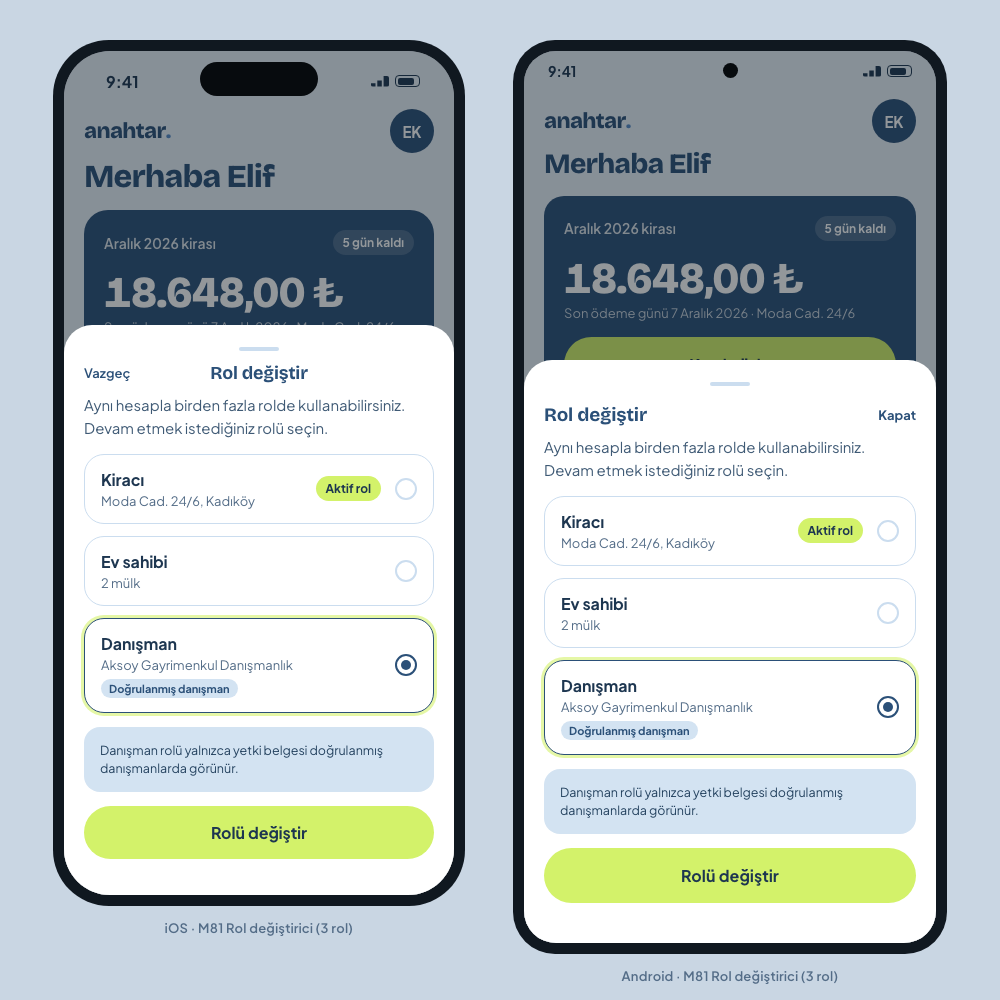 9:41
anahtar.
EK
Merhaba Elif
Aralık 2026 kirası
5 gün kaldı
18.648,00 ₺
Vazgeç
Rol değiştir
Aynı hesapla birden fazla rolde kullanabilirsiniz.
Devam etmek istediğiniz rolü seçin.
Kiracı
Moda Cad. 24/6, Kadıköy
Aktif rol
Ev sahibi
2 mülk
Danışman
Aksoy Gayrimenkul Danışmanlık
Doğrulanmış danışman
Danışman rolü yalnızca yetki belgesi doğrulanmış
danışmanlarda görünür.
Rolü değiştir
iOS · M81 Rol değiştirici (3 rol)
9:41
anahtar.
EK
Merhaba Elif
Aralık 2026 kirası
5 gün kaldı
18.648,00 ₺
Son ödeme günü 7 Aralık 2026 · Moda Cad. 24/6
Rol değiştir
Kapat
Aynı hesapla birden fazla rolde kullanabilirsiniz.
Devam etmek istediğiniz rolü seçin.
Kiracı
Moda Cad. 24/6, Kadıköy
Aktif rol
Ev sahibi
2 mülk
Danışman
Aksoy Gayrimenkul Danışmanlık
Doğrulanmış danışman
Danışman rolü yalnızca yetki belgesi doğrulanmış
danışmanlarda görünür.
Rolü değiştir
Android · M81 Rol değiştirici (3 rol)